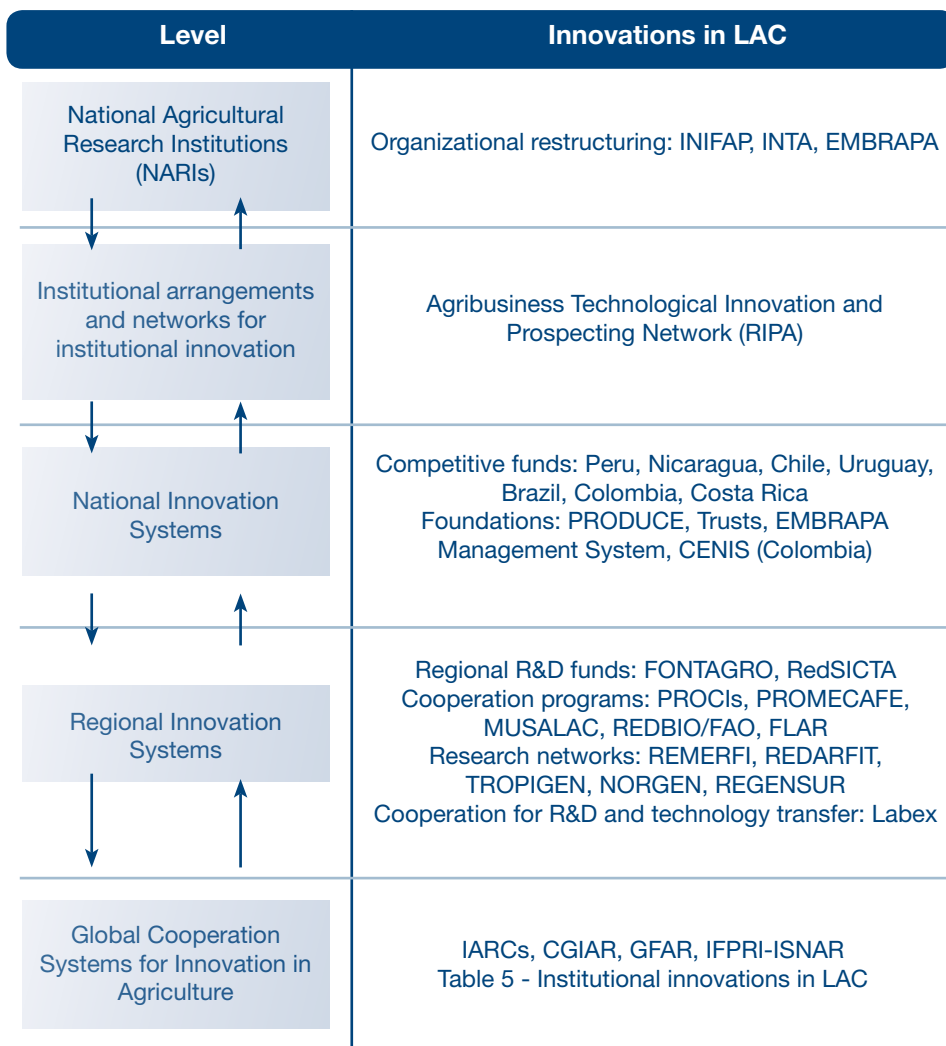 Level
Innovations in LAC
National Agricultural
Research Institutions
(NARIs)
Organizational restructuring: INIFAP, INTA, EMBRAPA
Institutional arrangements
and networks for
institutional innovation
Agribusiness Technological Innovation and
Prospecting Network (RIPA)
National Innovation
Systems
Competitive funds: Peru, Nicaragua, Chile, Uruguay,
Brazil, Colombia, Costa Rica
Foundations: PRODUCE, Trusts, EMBRAPA
Management System, CENIS (Colombia)
Regional Innovation
Systems
Regional R&D funds: FONTAGRO, RedSICTA
Cooperation programs: PROCIs, PROMECAFE,
MUSALAC, REDBIO/FAO, FLAR
Research networks: REMERFI, REDARFIT,
TROPIGEN, NORGEN, REGENSUR
Cooperation for R&D and technology transfer: Labex
Global Cooperation
Systems for Innovation in
Agriculture
IARCs, CGIAR, GFAR, IFPRI-ISNAR
Table 5 - Institutional innovations in LAC